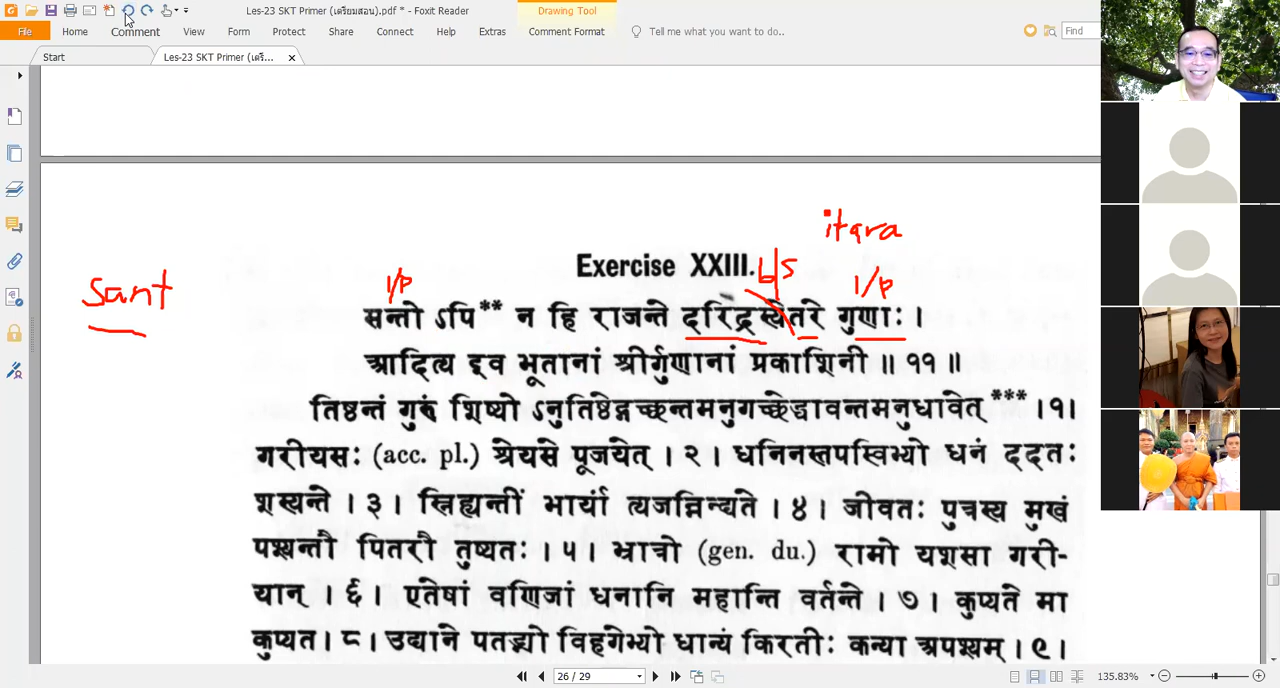 Les-23 SKT Primer (เตรียมสอน).pdf * - Foxit Reader
Drawing Tool
File Home Comment View Form Protect Share Connect Help Extras Comment Format Tell me what you want to do.. Find
Start Les-23 SKT Primer (เตรี...
itara
Exercise XXIII. 6/s
sant 1/p 1/p
सन्तो ऽपि ** न हि राजन्ते दरिद्रस्येतरे गुणाः ।
आदित्य इव भूतानां श्रीर्गुणानां प्रकाशिनी ॥ ११ ॥
तिष्ठन्तं गुरुं शिष्यो ऽनुतिष्ठेद्गच्छन्तमनुगच्छेद्धावन्तमनुधावेत् *** । १ ।
गरीयसः (acc. pl.) श्रेयसे पूजयेत् । २ । धनिनस्तपस्विभ्यो धनं ददतः
शस्यन्ते । ३ । स्निह्यन्तीं भार्यां त्यजन्निन्द्यते । ४ । जीवतः पुत्रस्य मुखं
पश्यन्तौ पितरौ तुष्यतः । ५ । भ्रात्रो (gen. du.) रामो यशसा गरी-
यान् । ६ । एतेषां वणिजां धनानि महान्ति वर्तन्ते । ७ । कुप्यते मा
कुप्यत । ८ । उद्याने पतद्भ्यो विहगेभ्यो धान्यं किरतीः कन्या अपश्यम् । ९ ।
26 / 29 135.83%